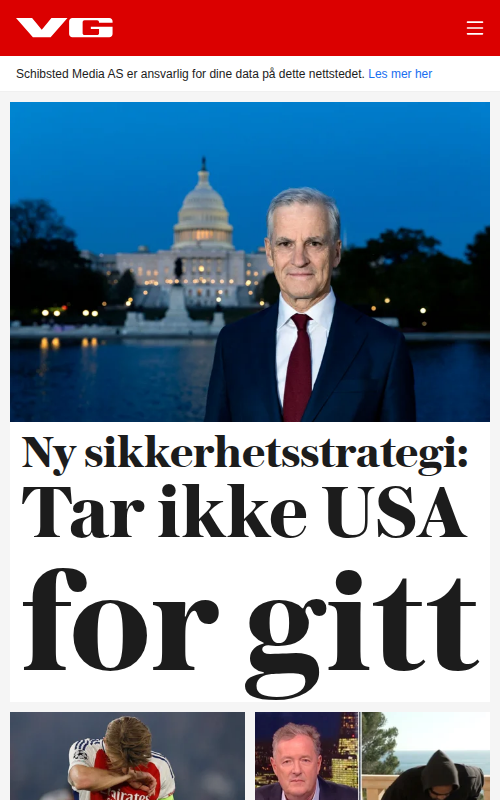 VG
Schibsted Media AS er ansvarlig for dine data på dette nettstedet. Les mer her
Ny sikkerhetsstrategi:
Tar ikke USA
for gitt
Emirates